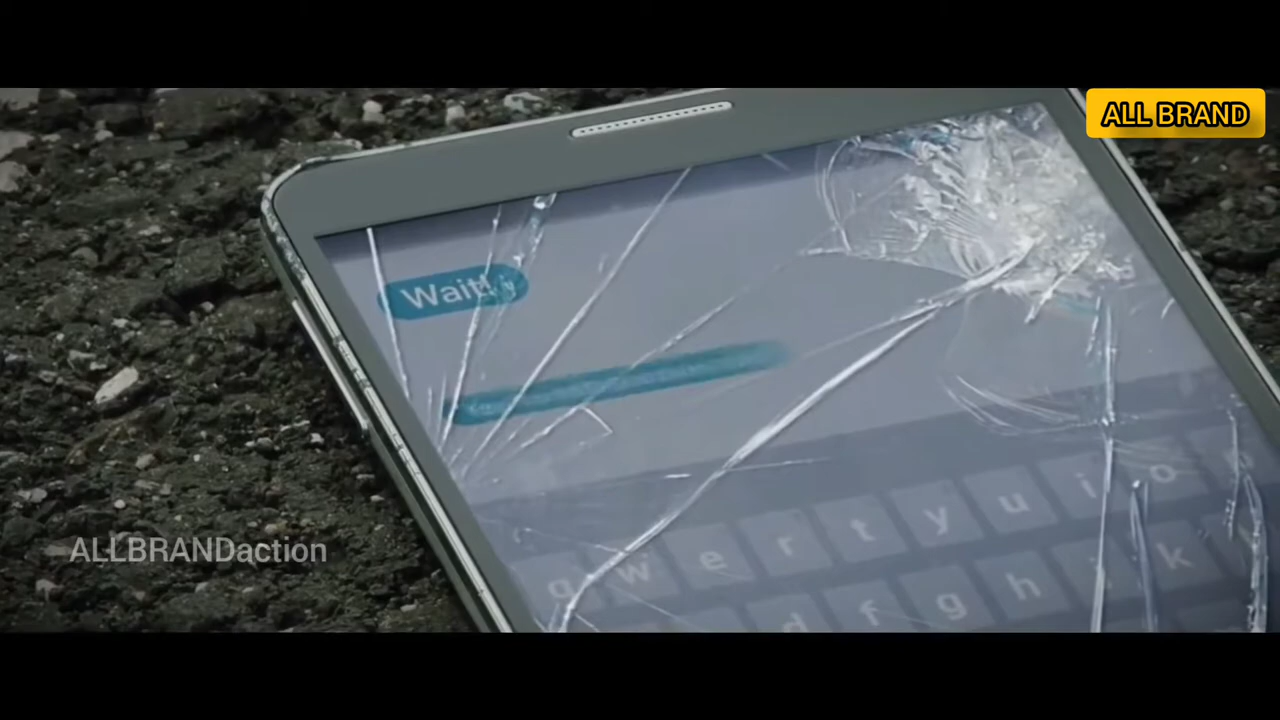 ALL BRAND
Wait!
q w e r t y u i o
d f g h k
ALLBRANDaction